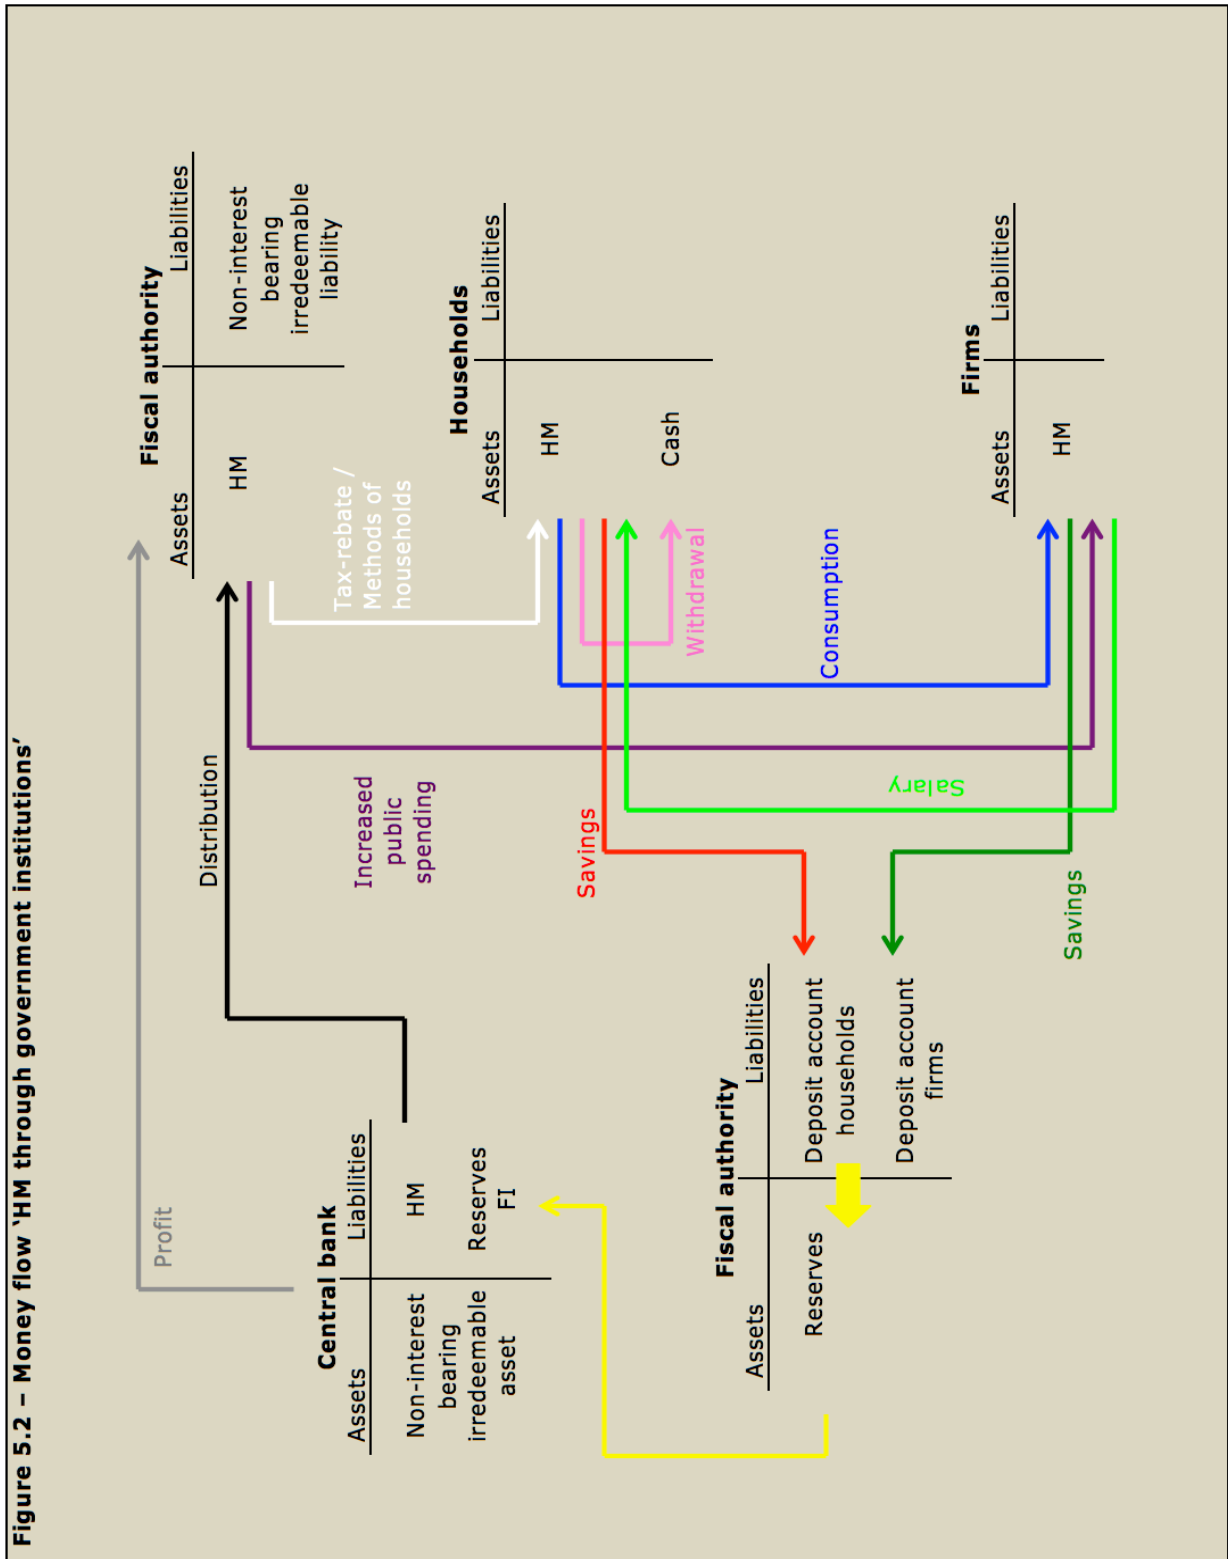 Figure 5.2 – Money flow ‘HM through government institutions’
Profit
Distribution
Central bank
Assets
Liabilities
Non-interest
bearing
irredeemable
asset
HM
Reserves
FI
Fiscal authority
Assets
Liabilities
HM
Non-interest
bearing
irredeemable
liability
Increased
public
spending
Tax-rebate /
Methods of
households
Households
Assets
Liabilities
HM
Cash
Withdrawal
Savings
Consumption
Salary
Fiscal authority
Assets
Liabilities
Reserves
Deposit account
households
Deposit account
firms
Savings
Firms
Assets
Liabilities
HM